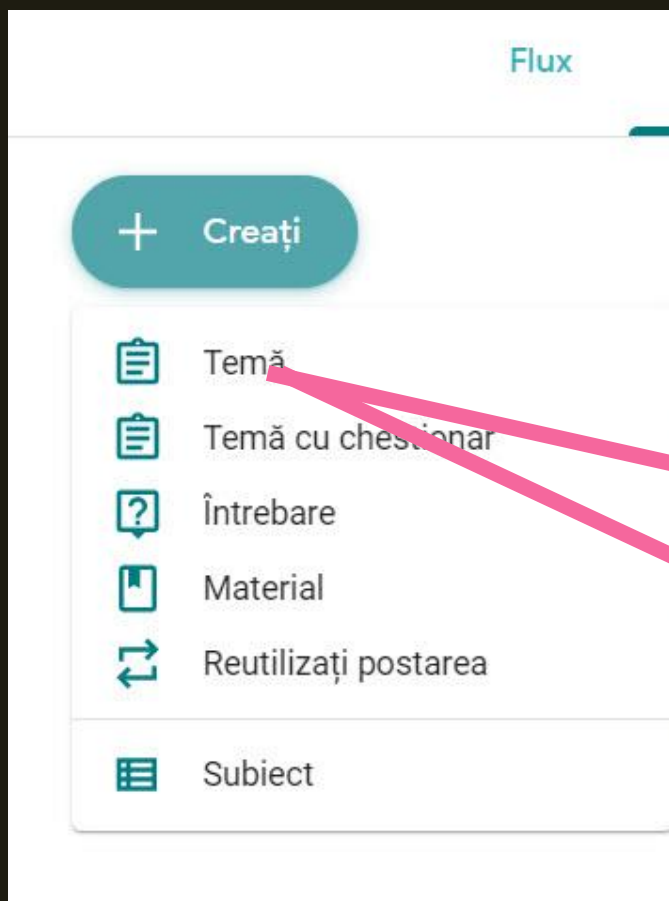 Flux
Creați
Temă
Temă cu chestionar
Întrebare
Material
Reutilizați postarea
Subiect